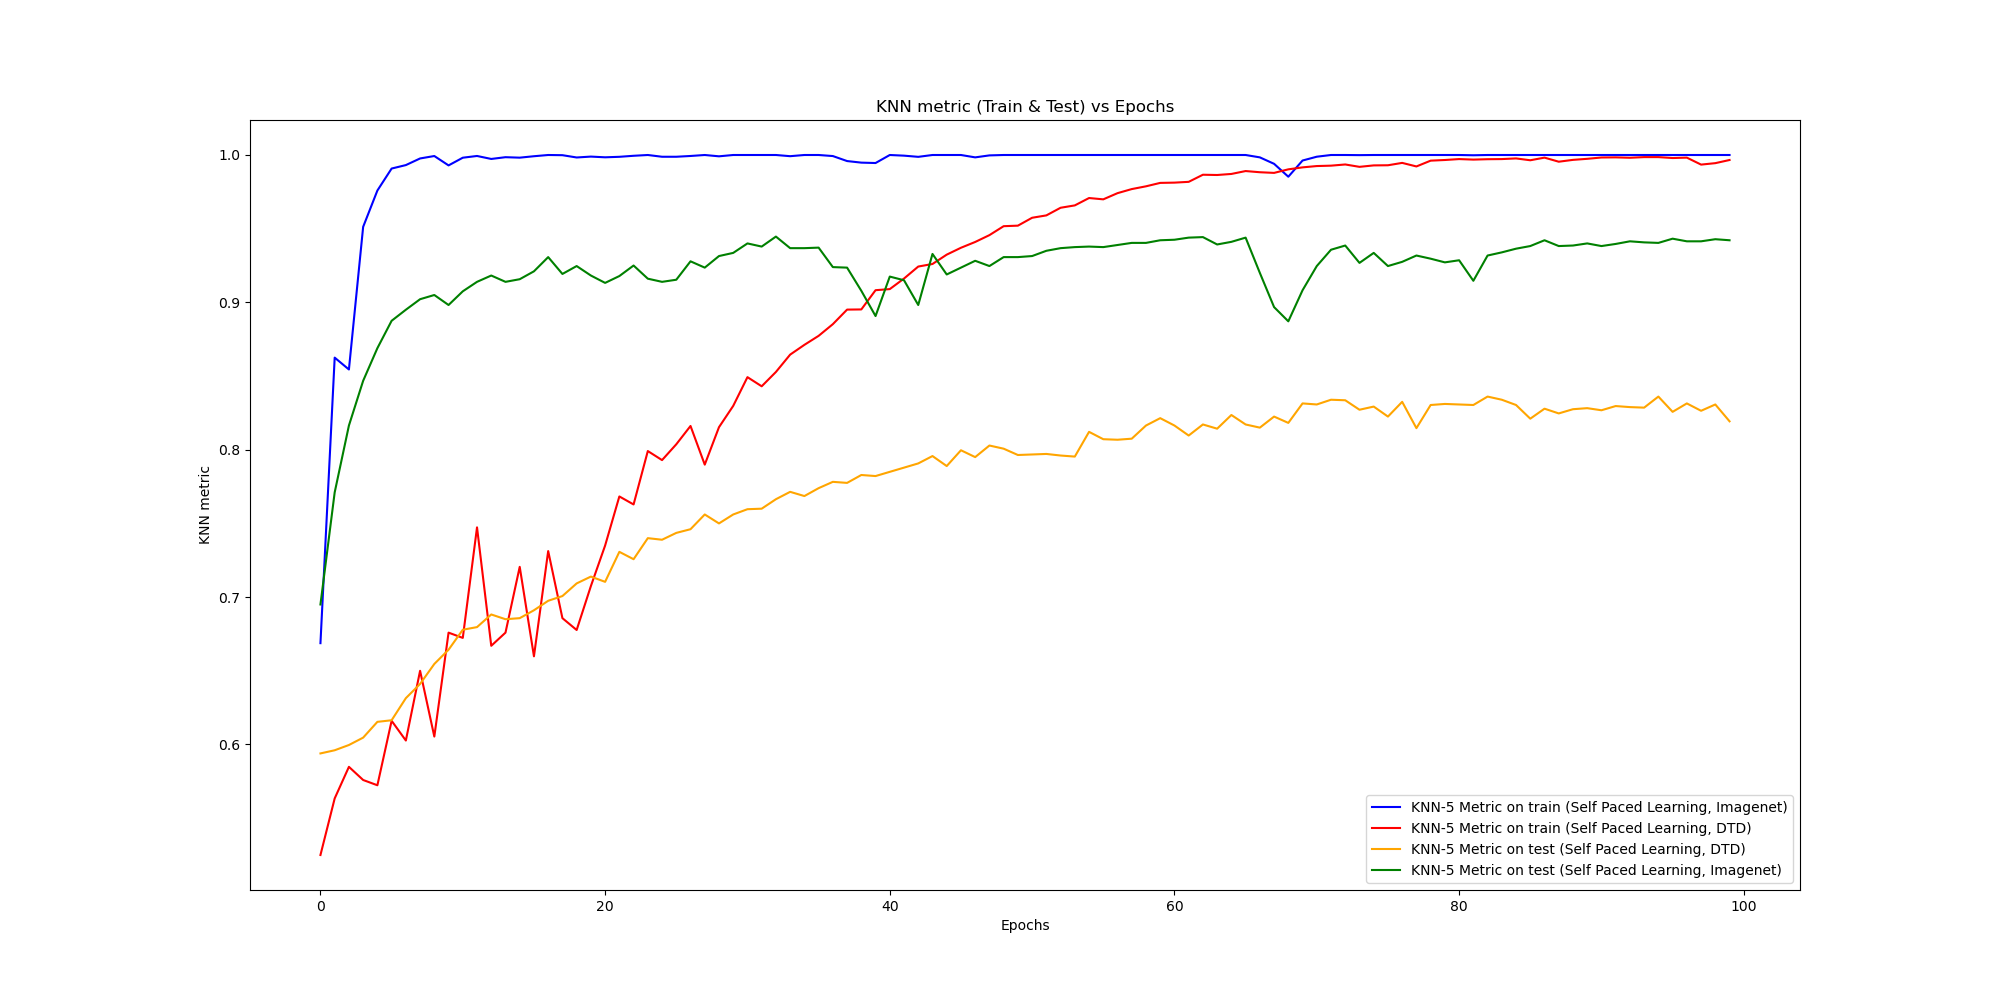 KNN metric (Train & Test) vs Epochs
1.0
0.9
0.8
0.7
0.6
KNN metric
0
20
40
60
80
100
Epochs
KNN-5 Metric on train (Self Paced Learning, Imagenet)
KNN-5 Metric on train (Self Paced Learning, DTD)
KNN-5 Metric on test (Self Paced Learning, DTD)
KNN-5 Metric on test (Self Paced Learning, Imagenet)